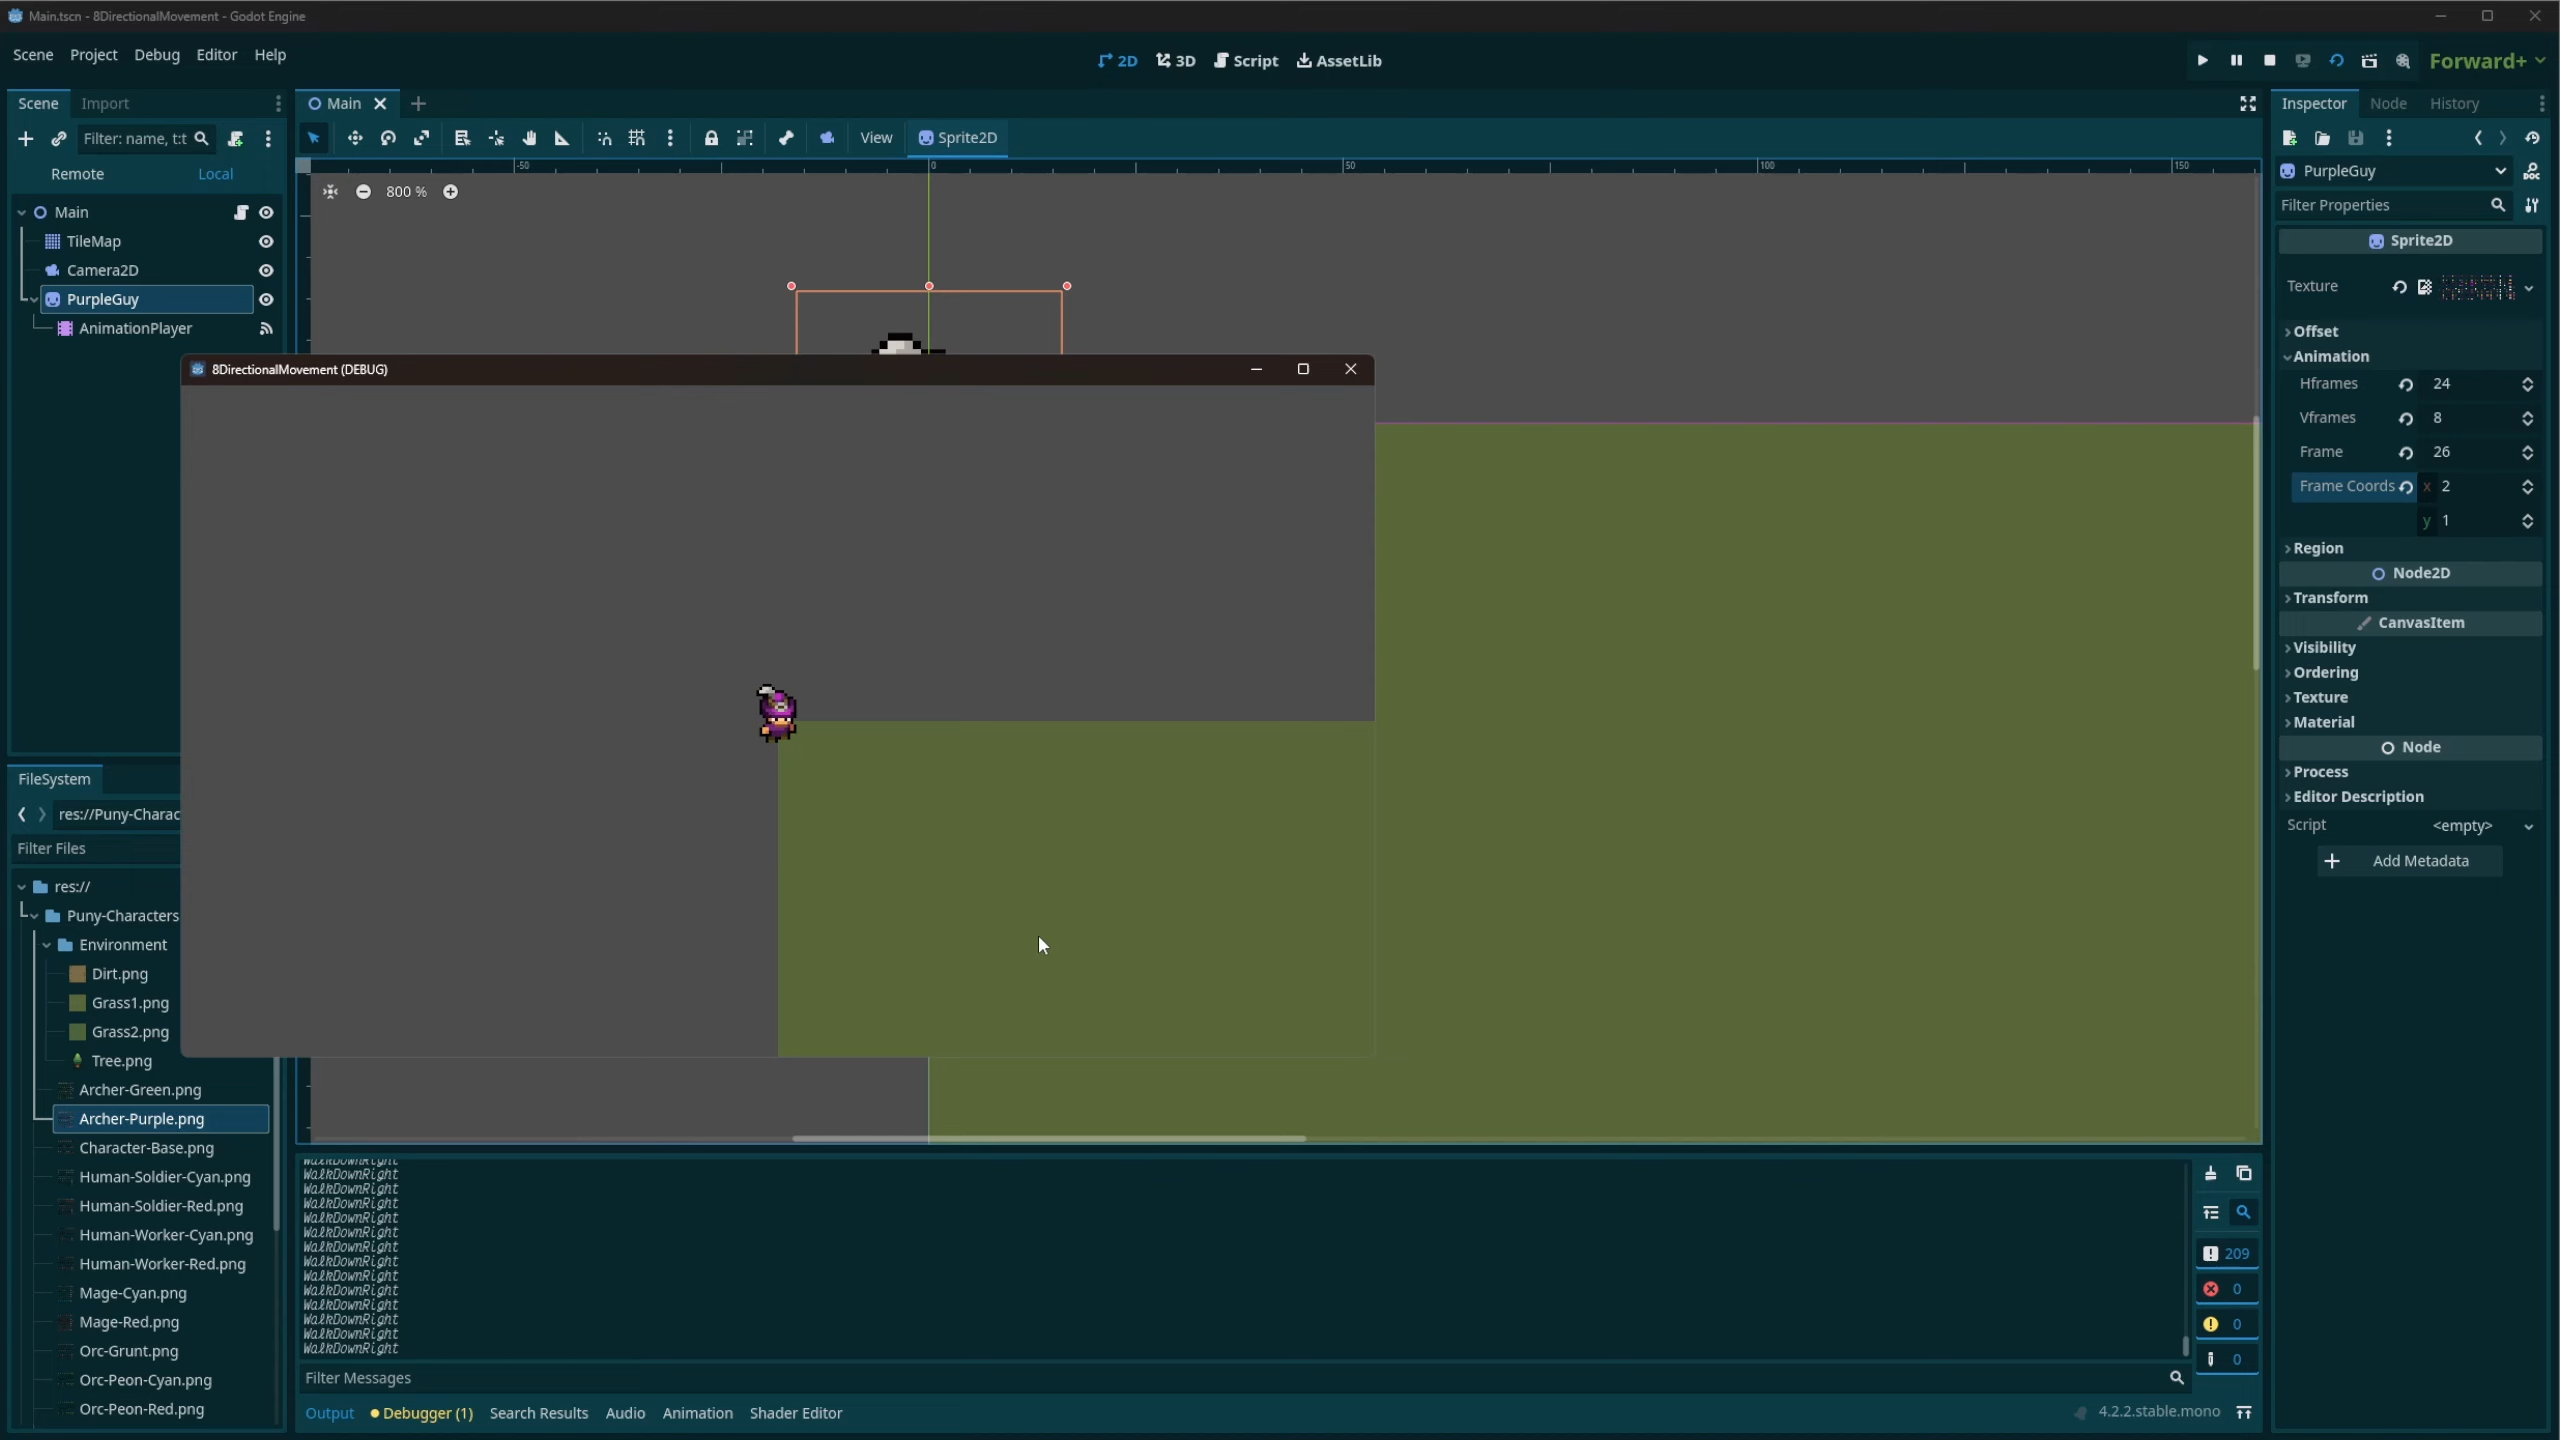 Main.tscn - 8DirectionalMovement - Godot Engine
Scene Project Debug Editor Help
2D 3D Script AssetLib
Forward+
Scene Import
Main
Inspector Node History
Filter: name, t:t
View Sprite2D
Remote Local
PurpleGuy
-50 0 50 100 150
800 %
Filter Properties
Main
TileMap
Camera2D
PurpleGuy
AnimationPlayer
Sprite2D
Texture
Offset
Animation
8DirectionalMovement (DEBUG)
Hframes 24
Vframes 8
Frame 26
Frame Coords x 2
y 1
Region
Node2D
Transform
CanvasItem
Visibility
Ordering
Texture
Material
Node
Process
Editor Description
Script <empty>
Add Metadata
FileSystem
res://Puny-Charac
Filter Files
res://
Puny-Characters
Environment
Dirt.png
Grass1.png
Grass2.png
Tree.png
Archer-Green.png
Archer-Purple.png
Character-Base.png
Human-Soldier-Cyan.png
Human-Soldier-Red.png
Human-Worker-Cyan.png
Human-Worker-Red.png
Mage-Cyan.png
Mage-Red.png
Orc-Grunt.png
Orc-Peon-Cyan.png
Orc-Peon-Red.png
WalkDownRight
WalkDownRight
WalkDownRight
WalkDownRight
WalkDownRight
WalkDownRight
WalkDownRight
WalkDownRight
WalkDownRight
WalkDownRight
WalkDownRight
WalkDownRight
WalkDownRight
WalkDownRight
209
0
0
0
Filter Messages
Output Debugger (1) Search Results Audio Animation Shader Editor
4.2.2.stable.mono